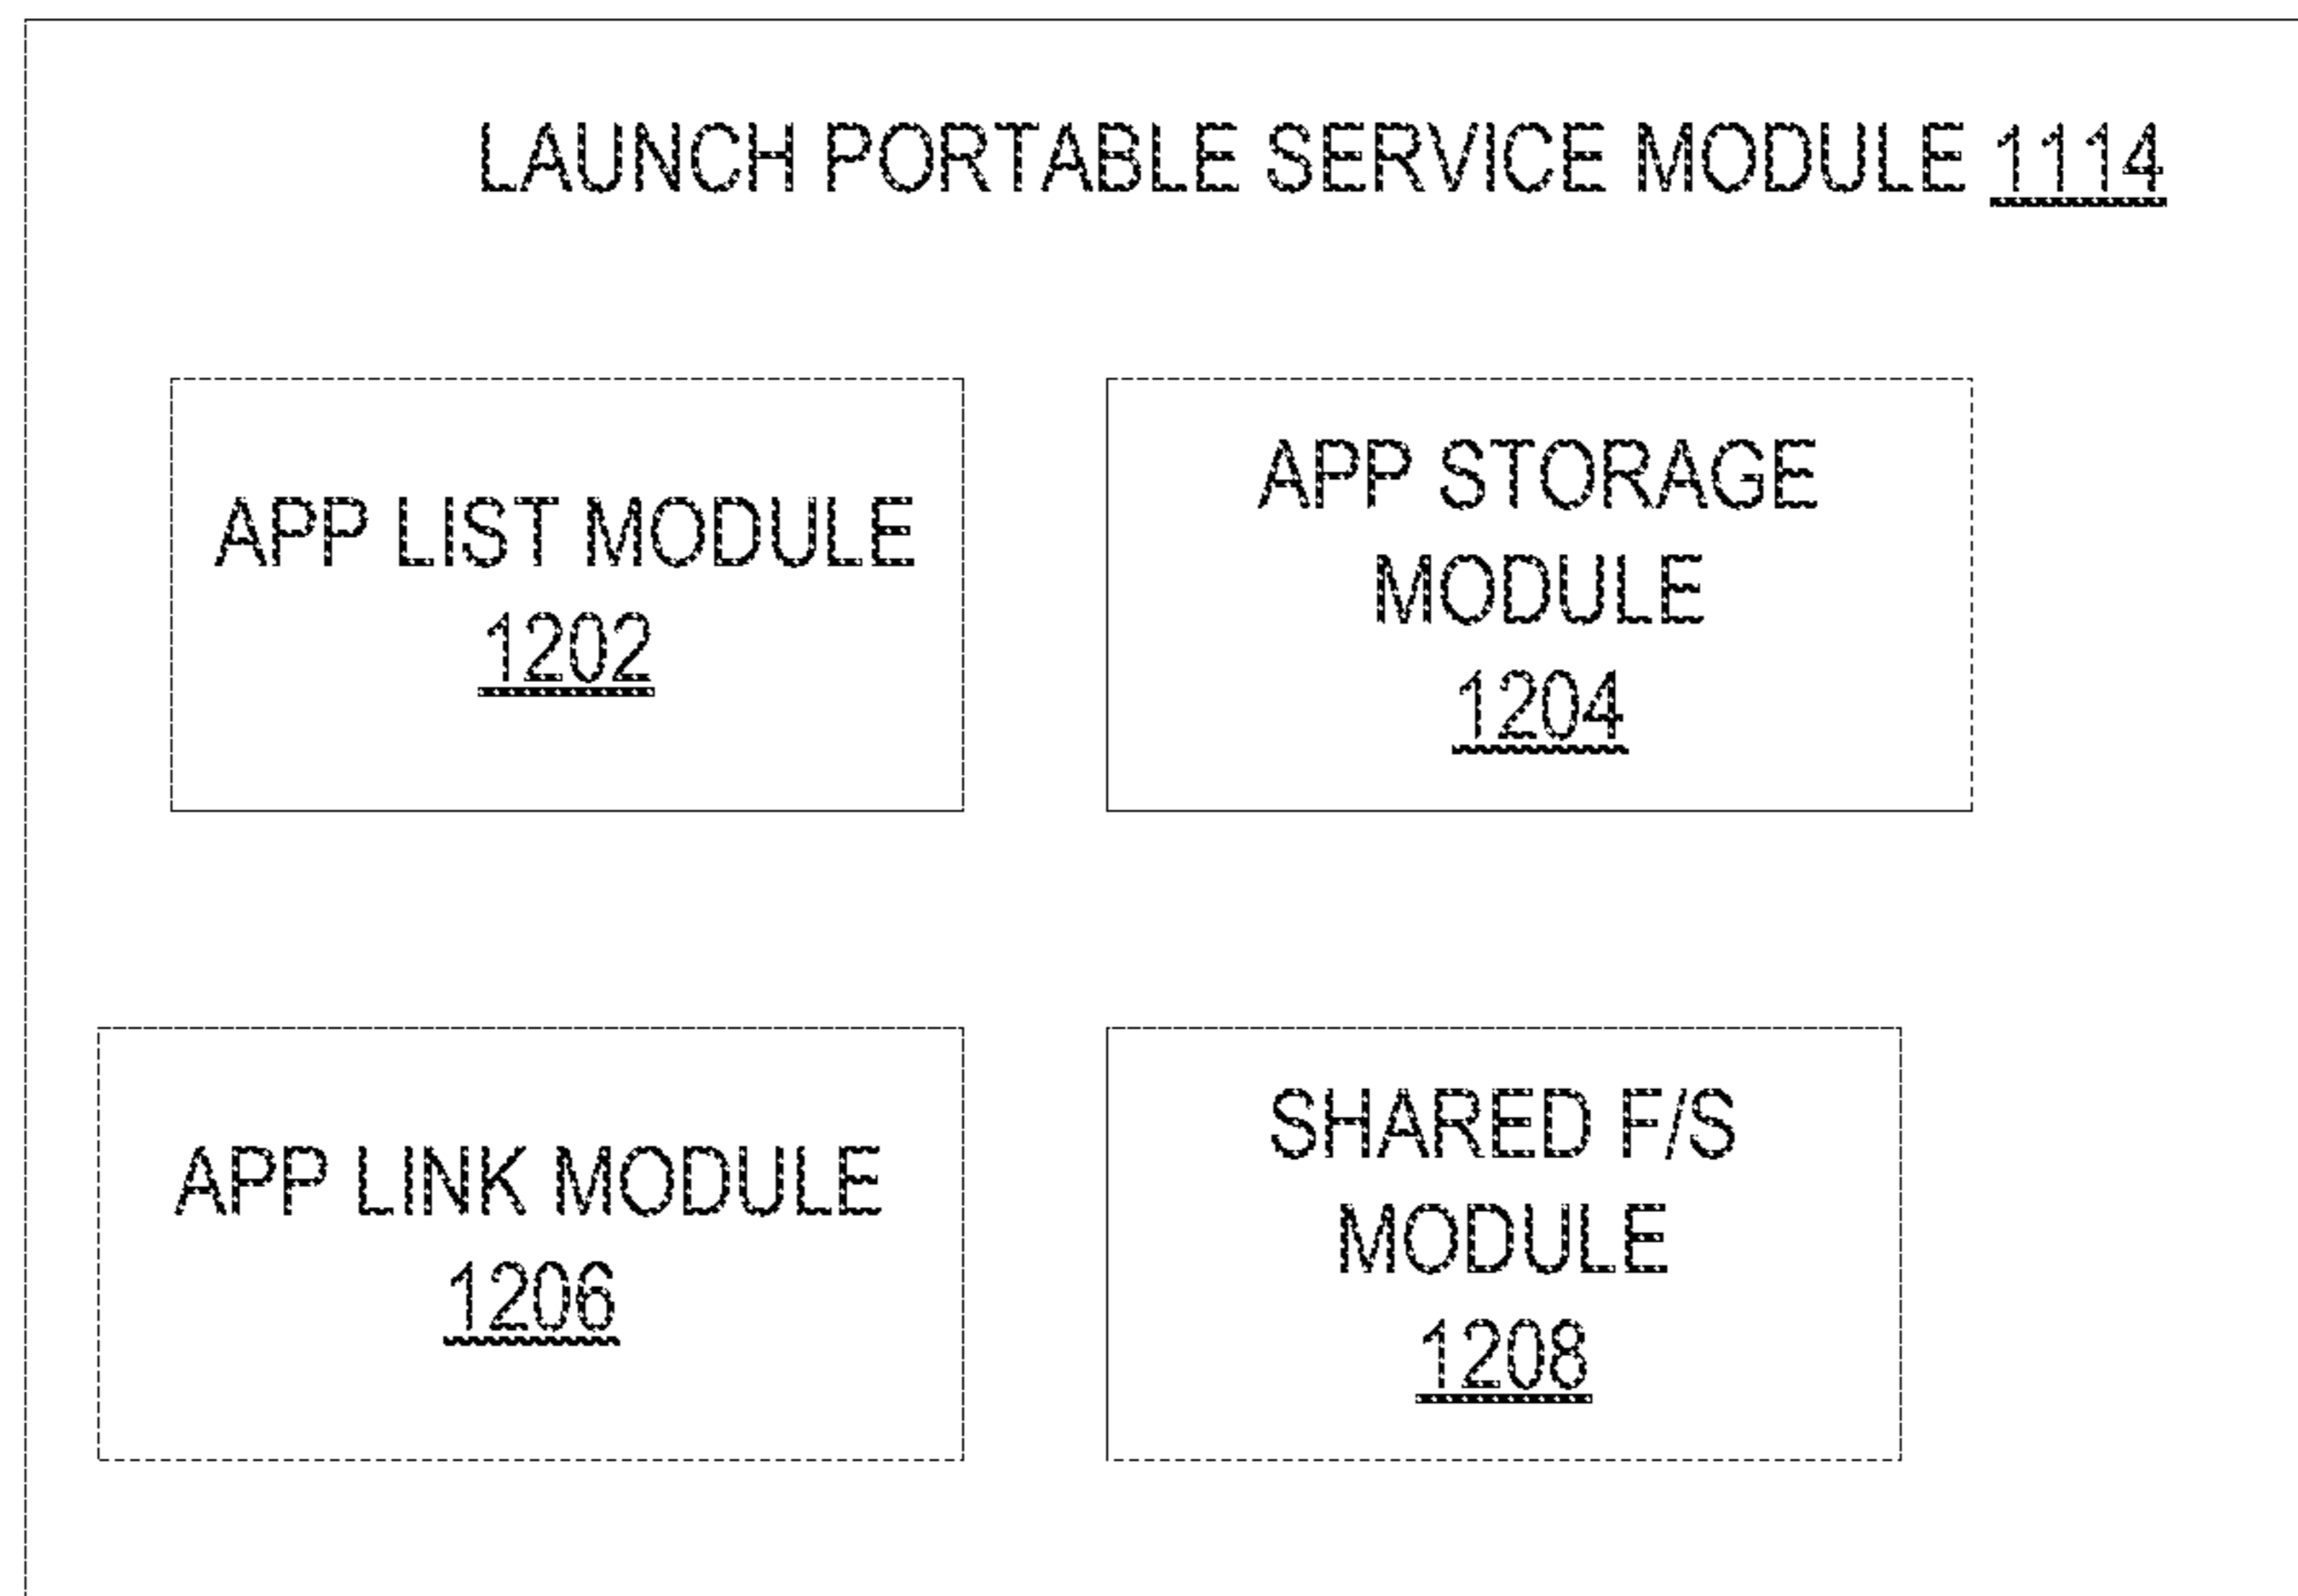 LAUNCH PORTABLE SERVICE MODULE 1114
APP LIST MODULE
1202
APP STORAGE
MODULE
1204
APP LINK MODULE
1206
SHARED F/S
MODULE
1208